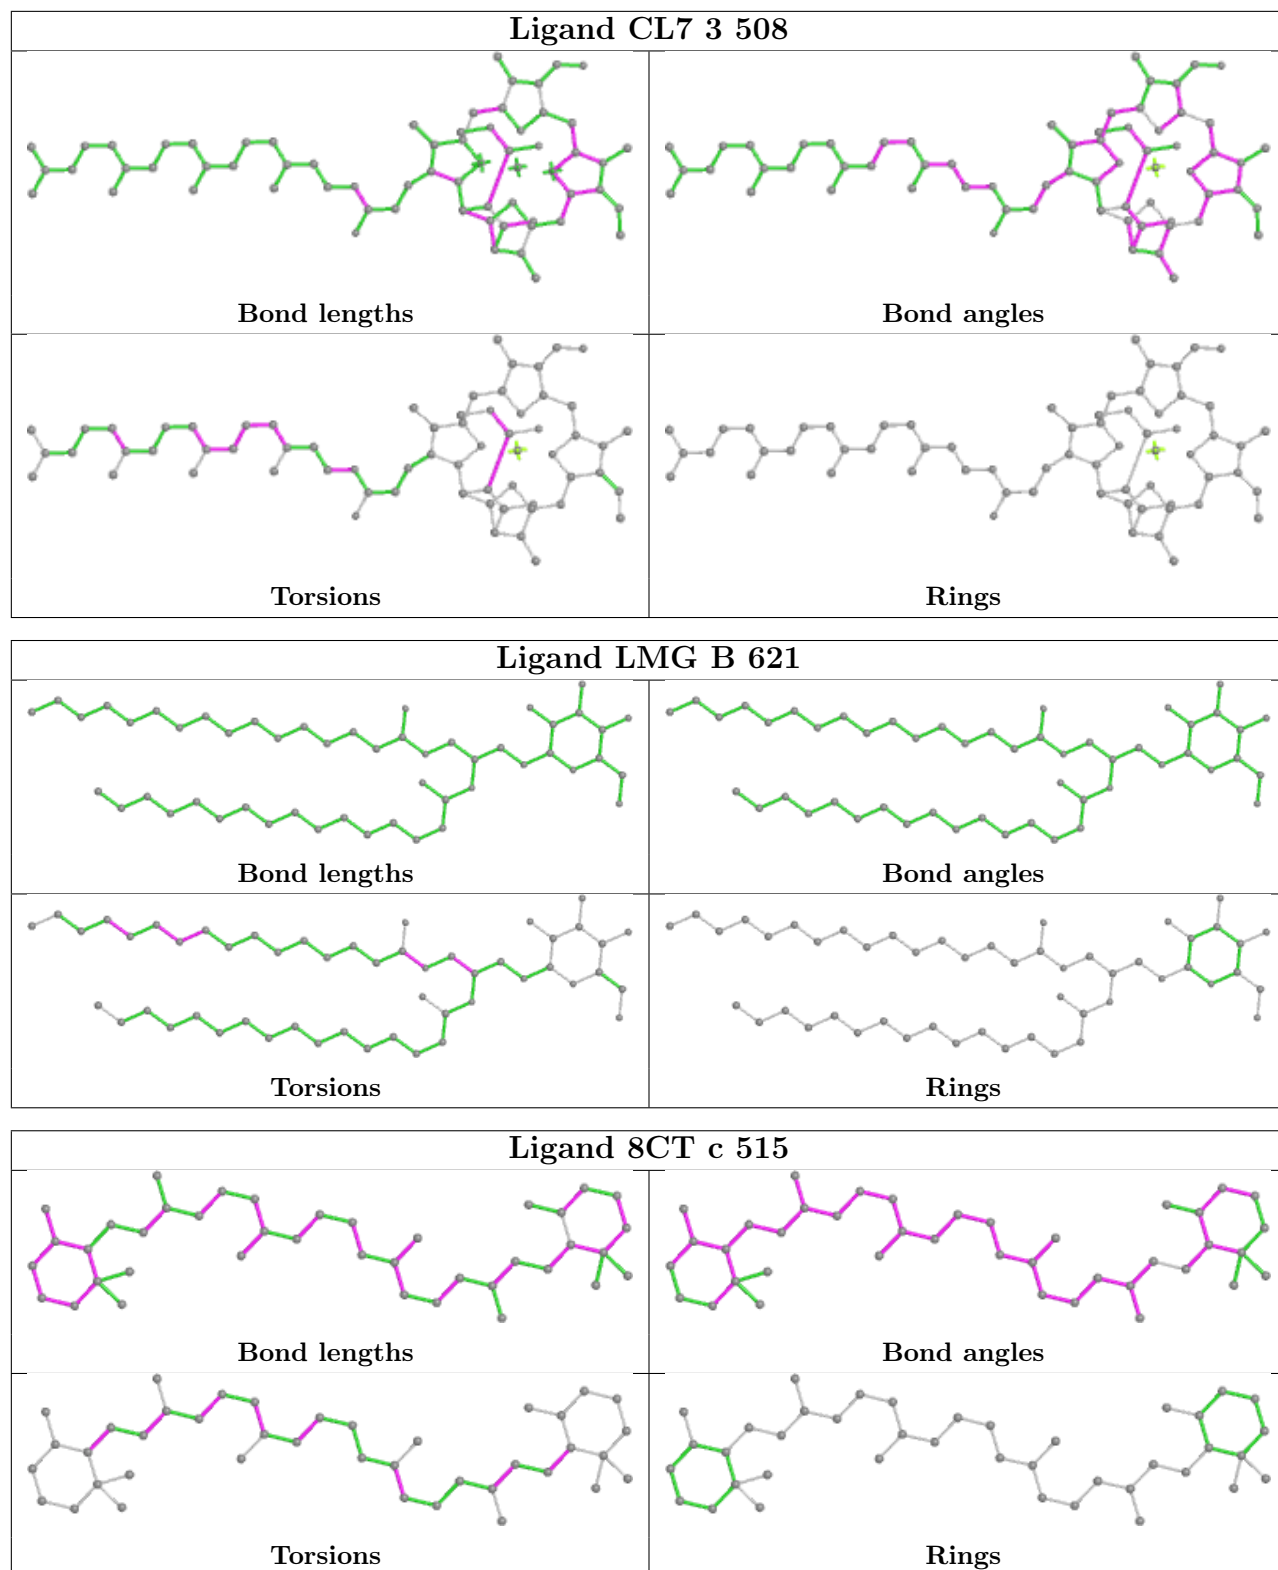 Ligand CL7 3 508
Bond lengths
Bond angles
Torsions
Rings
Ligand LMG B 621
Bond lengths
Bond angles
Torsions
Rings
Ligand 8CT c 515
Bond lengths
Bond angles
Torsions
Rings